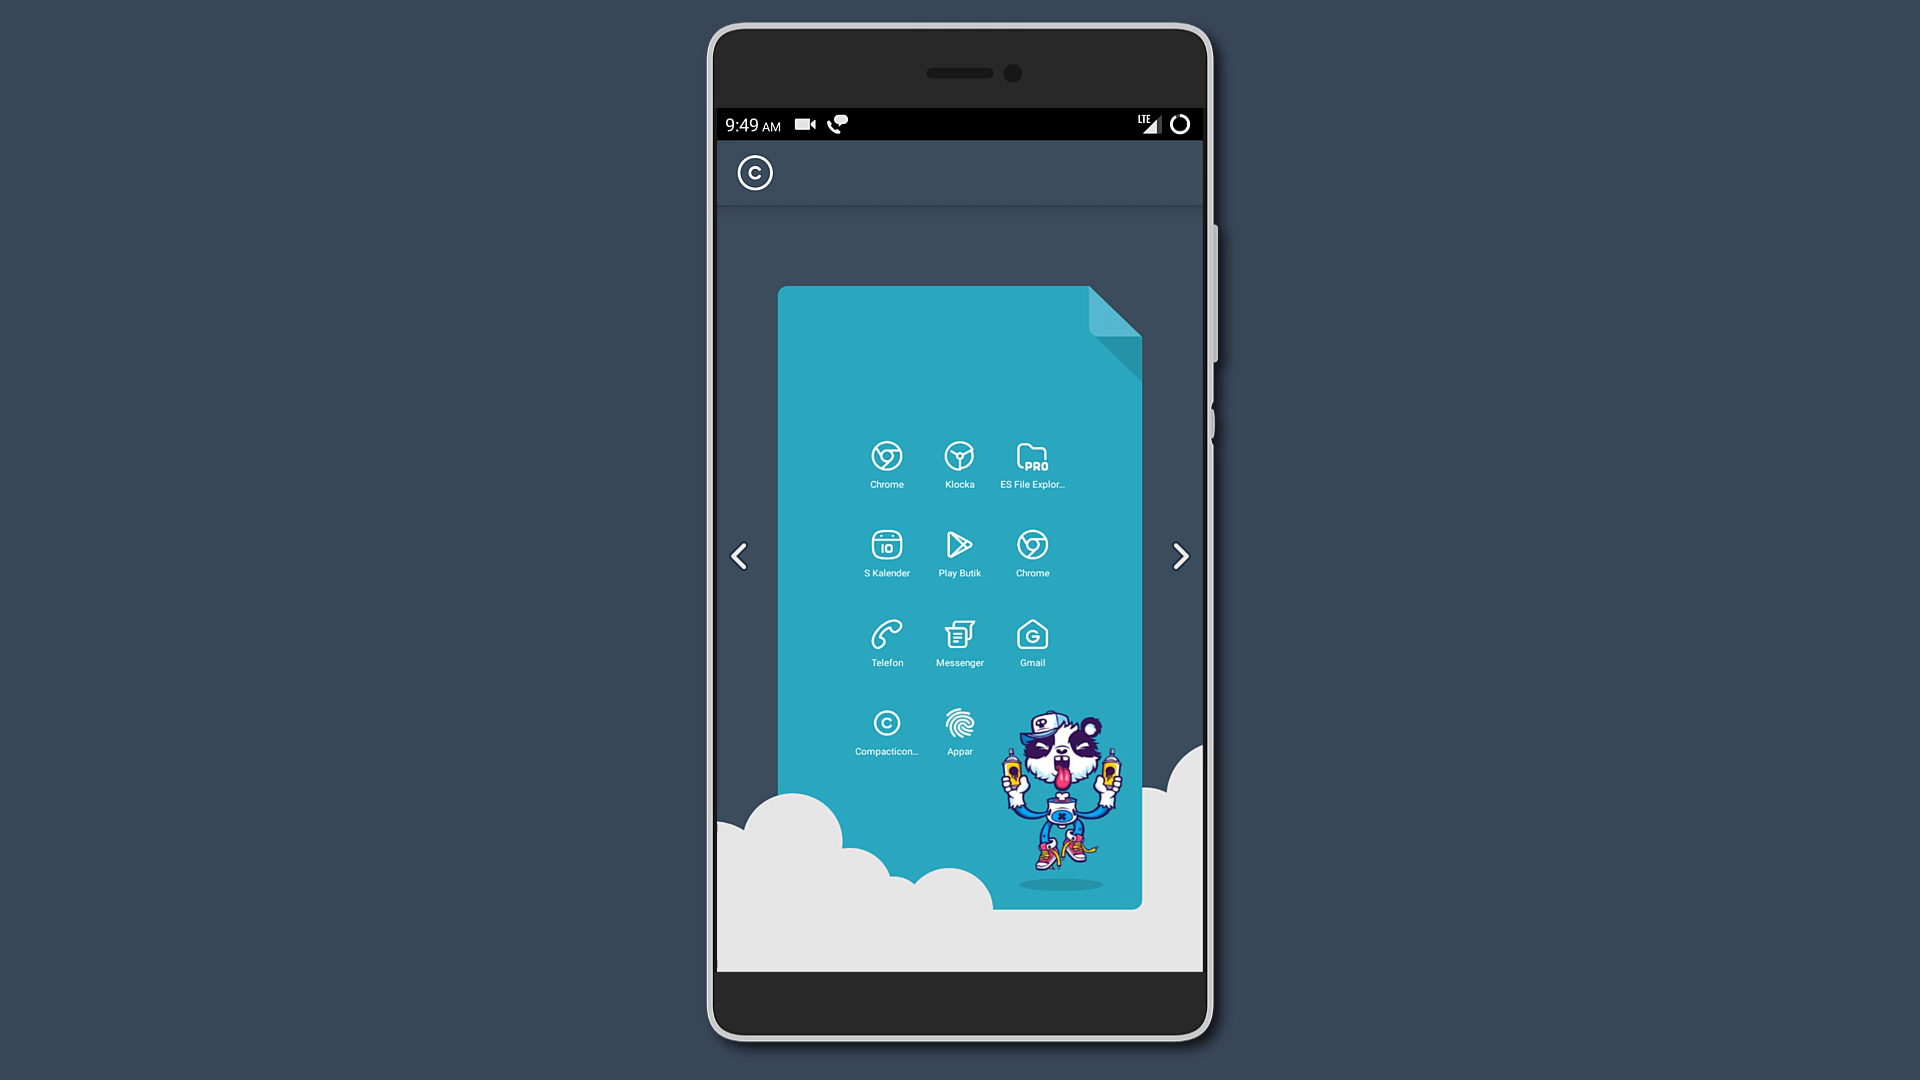 9:49 AM
LTE
C
Chrome Klocka ES File Explor...
PRO
10
S Kalender Play Butik Chrome
G
Telefon Messenger Gmail
C
Compacticon... Appar